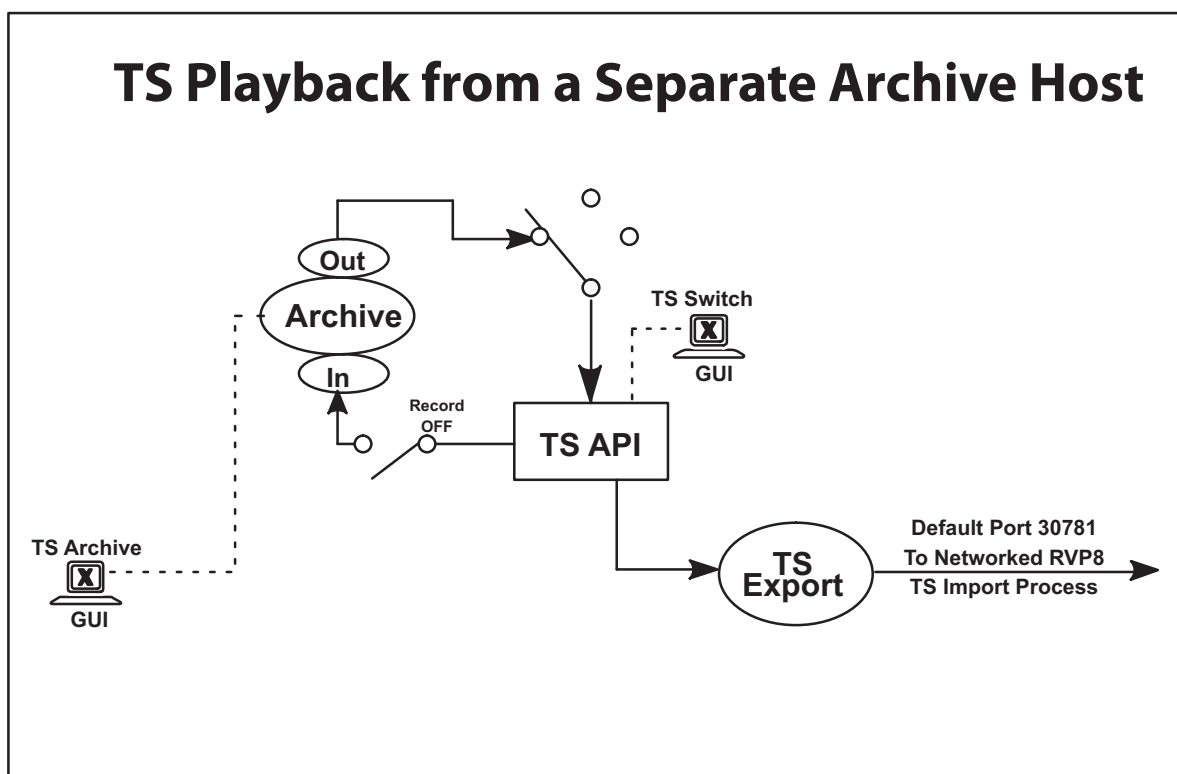 TS Playback from a Separate Archive Host
Out
Archive
In
Record
OFF
TS API
TS Switch
X
GUI
TS Archive
X
GUI
TS
Export
Default Port 30781
To Networked RVP8
TS Import Process